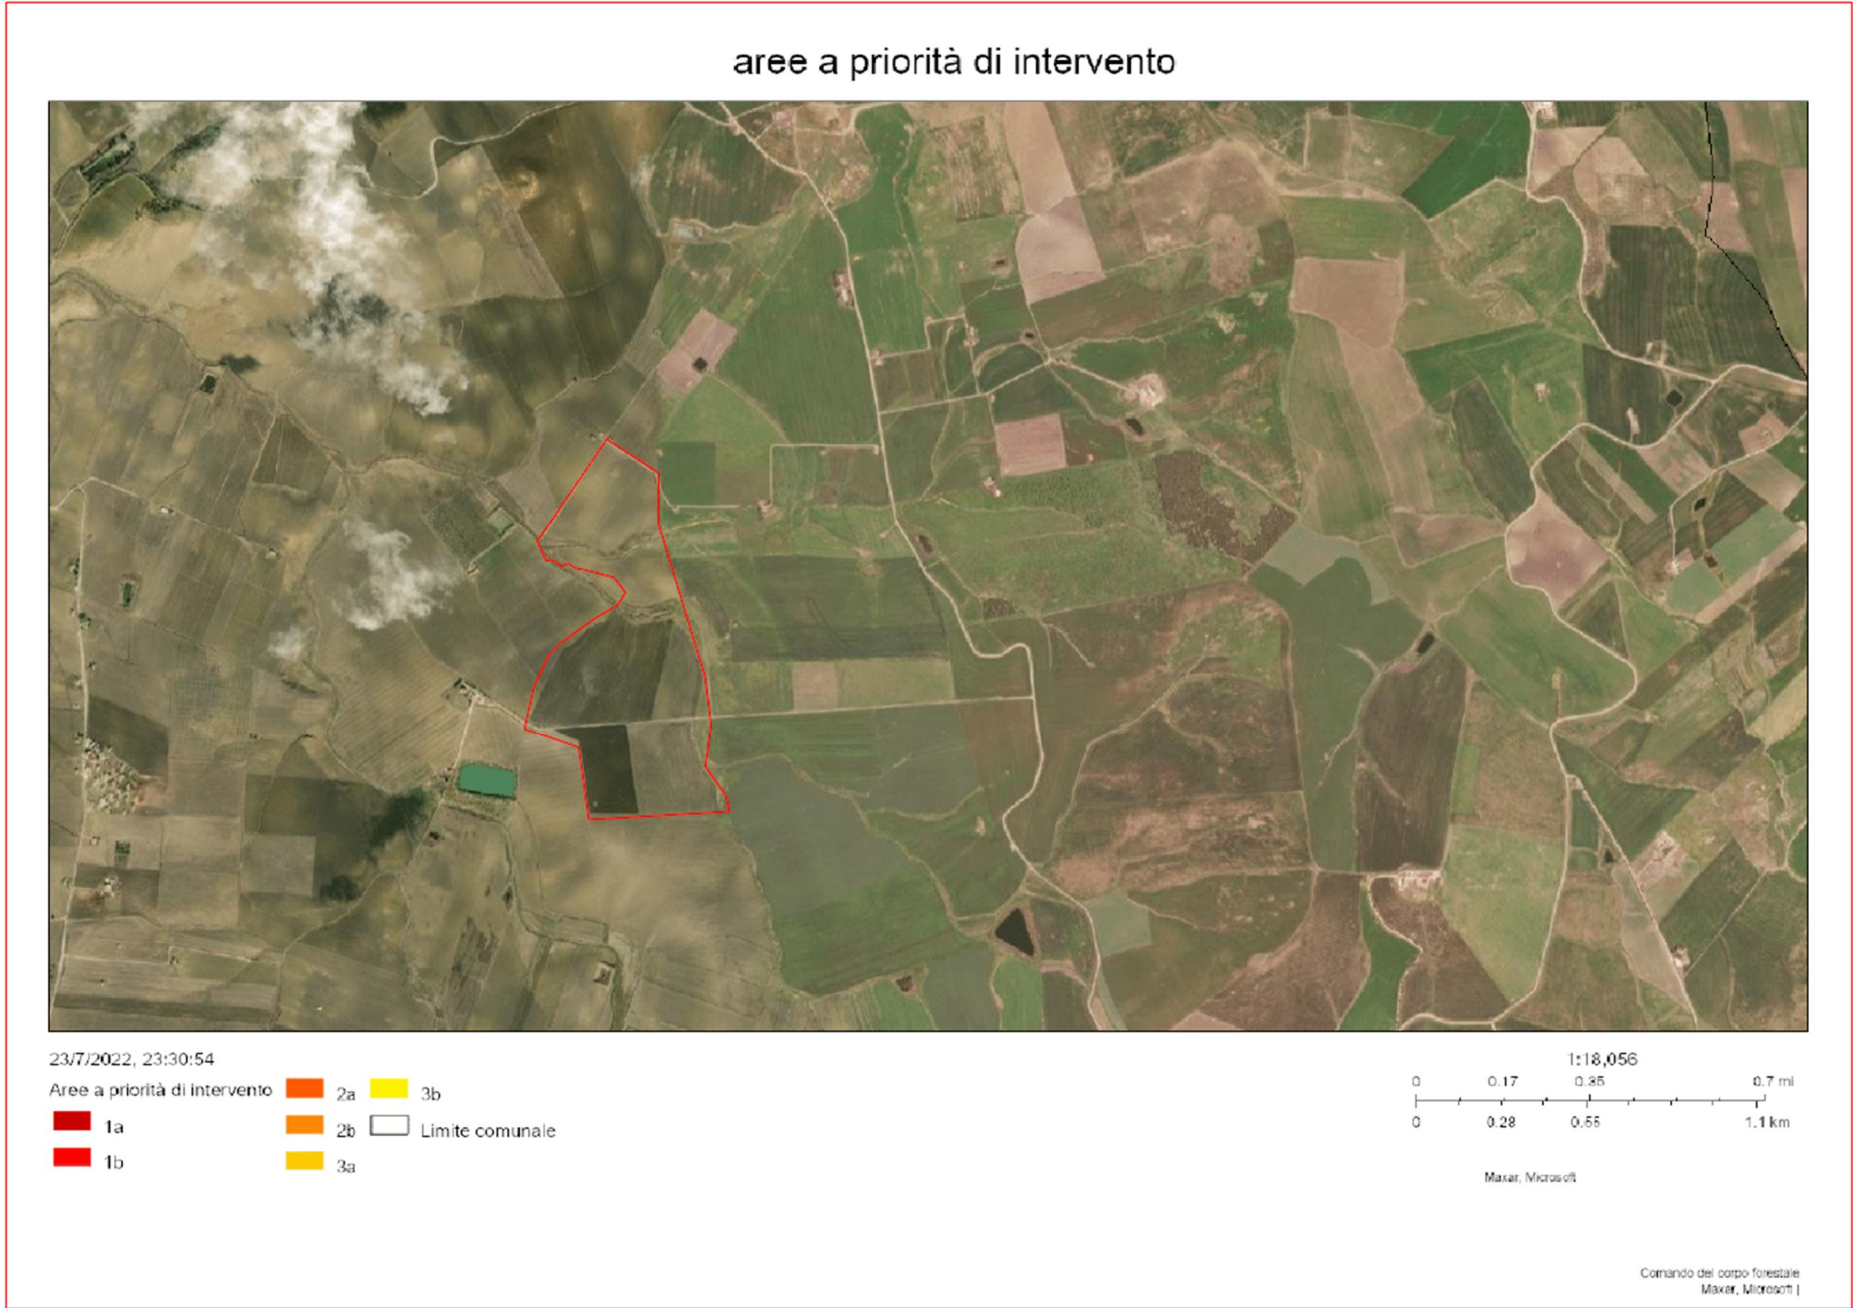 aree a priorità di intervento
23/7/2022, 23:30:54
Aree a priorità di intervento
1a
1b
2a
2b
3a
3b
Limite comunale
1:18,056
0 0.17 0.35 0.7 mi
0 0.28 0.55 1.1 km
Maxar, Microsoft
Comando del corpo forestale
Maxar, Microsoft |